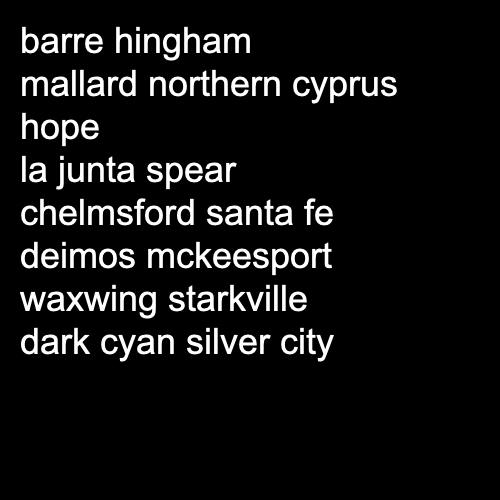 barre hingham
mallard northern cyprus
hope
la junta spear
chelmsford santa fe
deimos mckeesport
waxwing starkville
dark cyan silver city